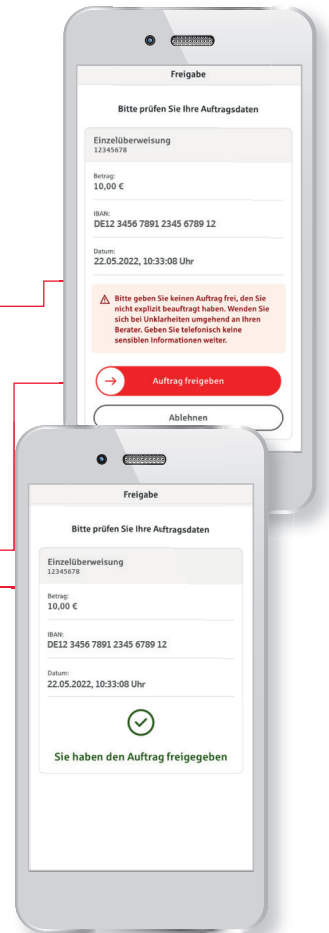 Freigabe
Bitte prüfen Sie Ihre Auftragsdaten
Einzelüberweisung
12345678
Betrag:
10,00 €
IBAN:
DE12 3456 7891 2345 6789 12
Datum:
22.05.2022, 10:33:08 Uhr
Bitte geben Sie keinen Auftrag frei, den Sie
nicht explizit beauftragt haben. Wenden Sie
sich bei Unklarheiten umgehend an Ihren
Berater. Geben Sie telefonisch keine
sensiblen Informationen weiter.
Auftrag freigeben
Ablehnen
Freigabe
Bitte prüfen Sie Ihre Auftragsdaten
Einzelüberweisung
12345678
Betrag:
10,00 €
IBAN:
DE12 3456 7891 2345 6789 12
Datum:
22.05.2022, 10:33:08 Uhr
Sie haben den Auftrag freigegeben